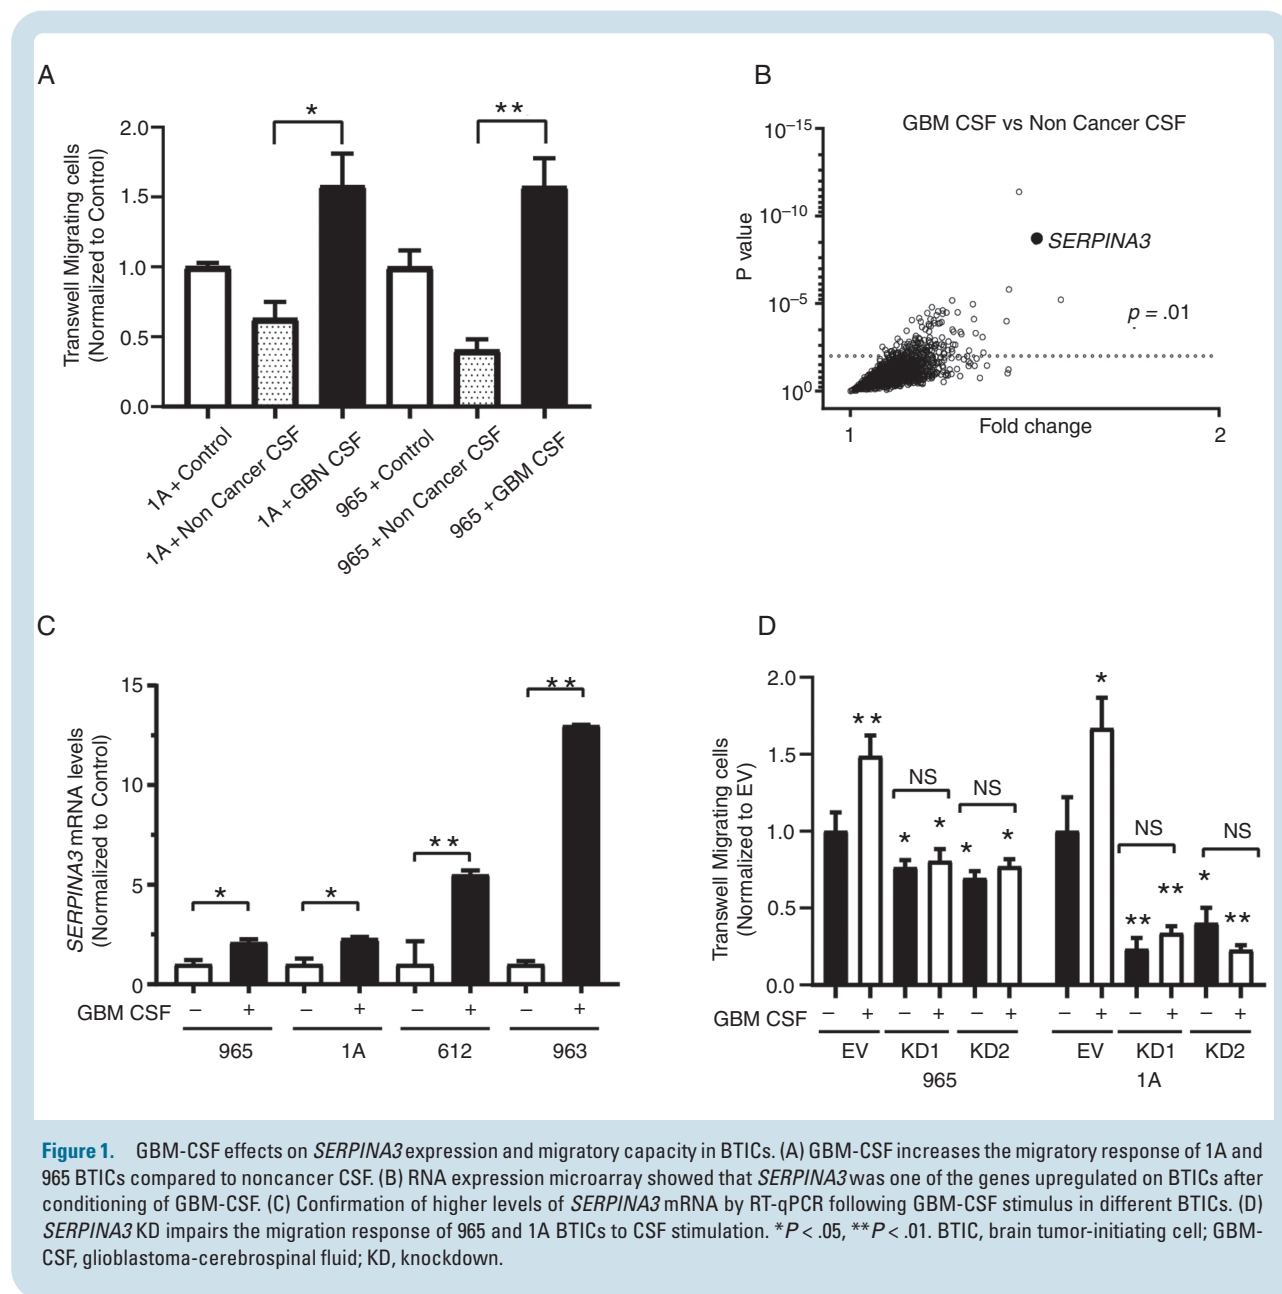 A
* **
2.0
1.5
1.0
0.5
0.0
Transwell Migrating cells
(Normalized to Control)
1A + Control
1A + Non Cancer CSF
1A + GBN CSF
965 + Control
965 + Non Cancer CSF
965 + GBM CSF
B
GBM CSF vs Non Cancer CSF
10–15
10–10
10–5
100
P value
SERPINA3
p = .01
1 Fold change 2
C
15
10
5
0
SERPINA3 mRNA levels
(Normalized to Control)
* * ** **
GBM CSF – + – + – + – +
965 1A 612 963
D
2.0
1.5
1.0
0.5
0.0
Transwell Migrating cells
(Normalized to EV)
** NS NS * NS NS
* * * * ** ** * **
GBM CSF – + – + – + – + – + – +
EV KD1 KD2 EV KD1 KD2
965 1A
Figure 1. GBM-CSF effects on SERPINA3 expression and migratory capacity in BTICs. (A) GBM-CSF increases the migratory response of 1A and
965 BTICs compared to noncancer CSF. (B) RNA expression microarray showed that SERPINA3 was one of the genes upregulated on BTICs after
conditioning of GBM-CSF. (C) Confirmation of higher levels of SERPINA3 mRNA by RT-qPCR following GBM-CSF stimulus in different BTICs. (D)
SERPINA3 KD impairs the migration response of 965 and 1A BTICs to CSF stimulation. *P < .05, **P < .01. BTIC, brain tumor-initiating cell; GBM-
CSF, glioblastoma-cerebrospinal fluid; KD, knockdown.